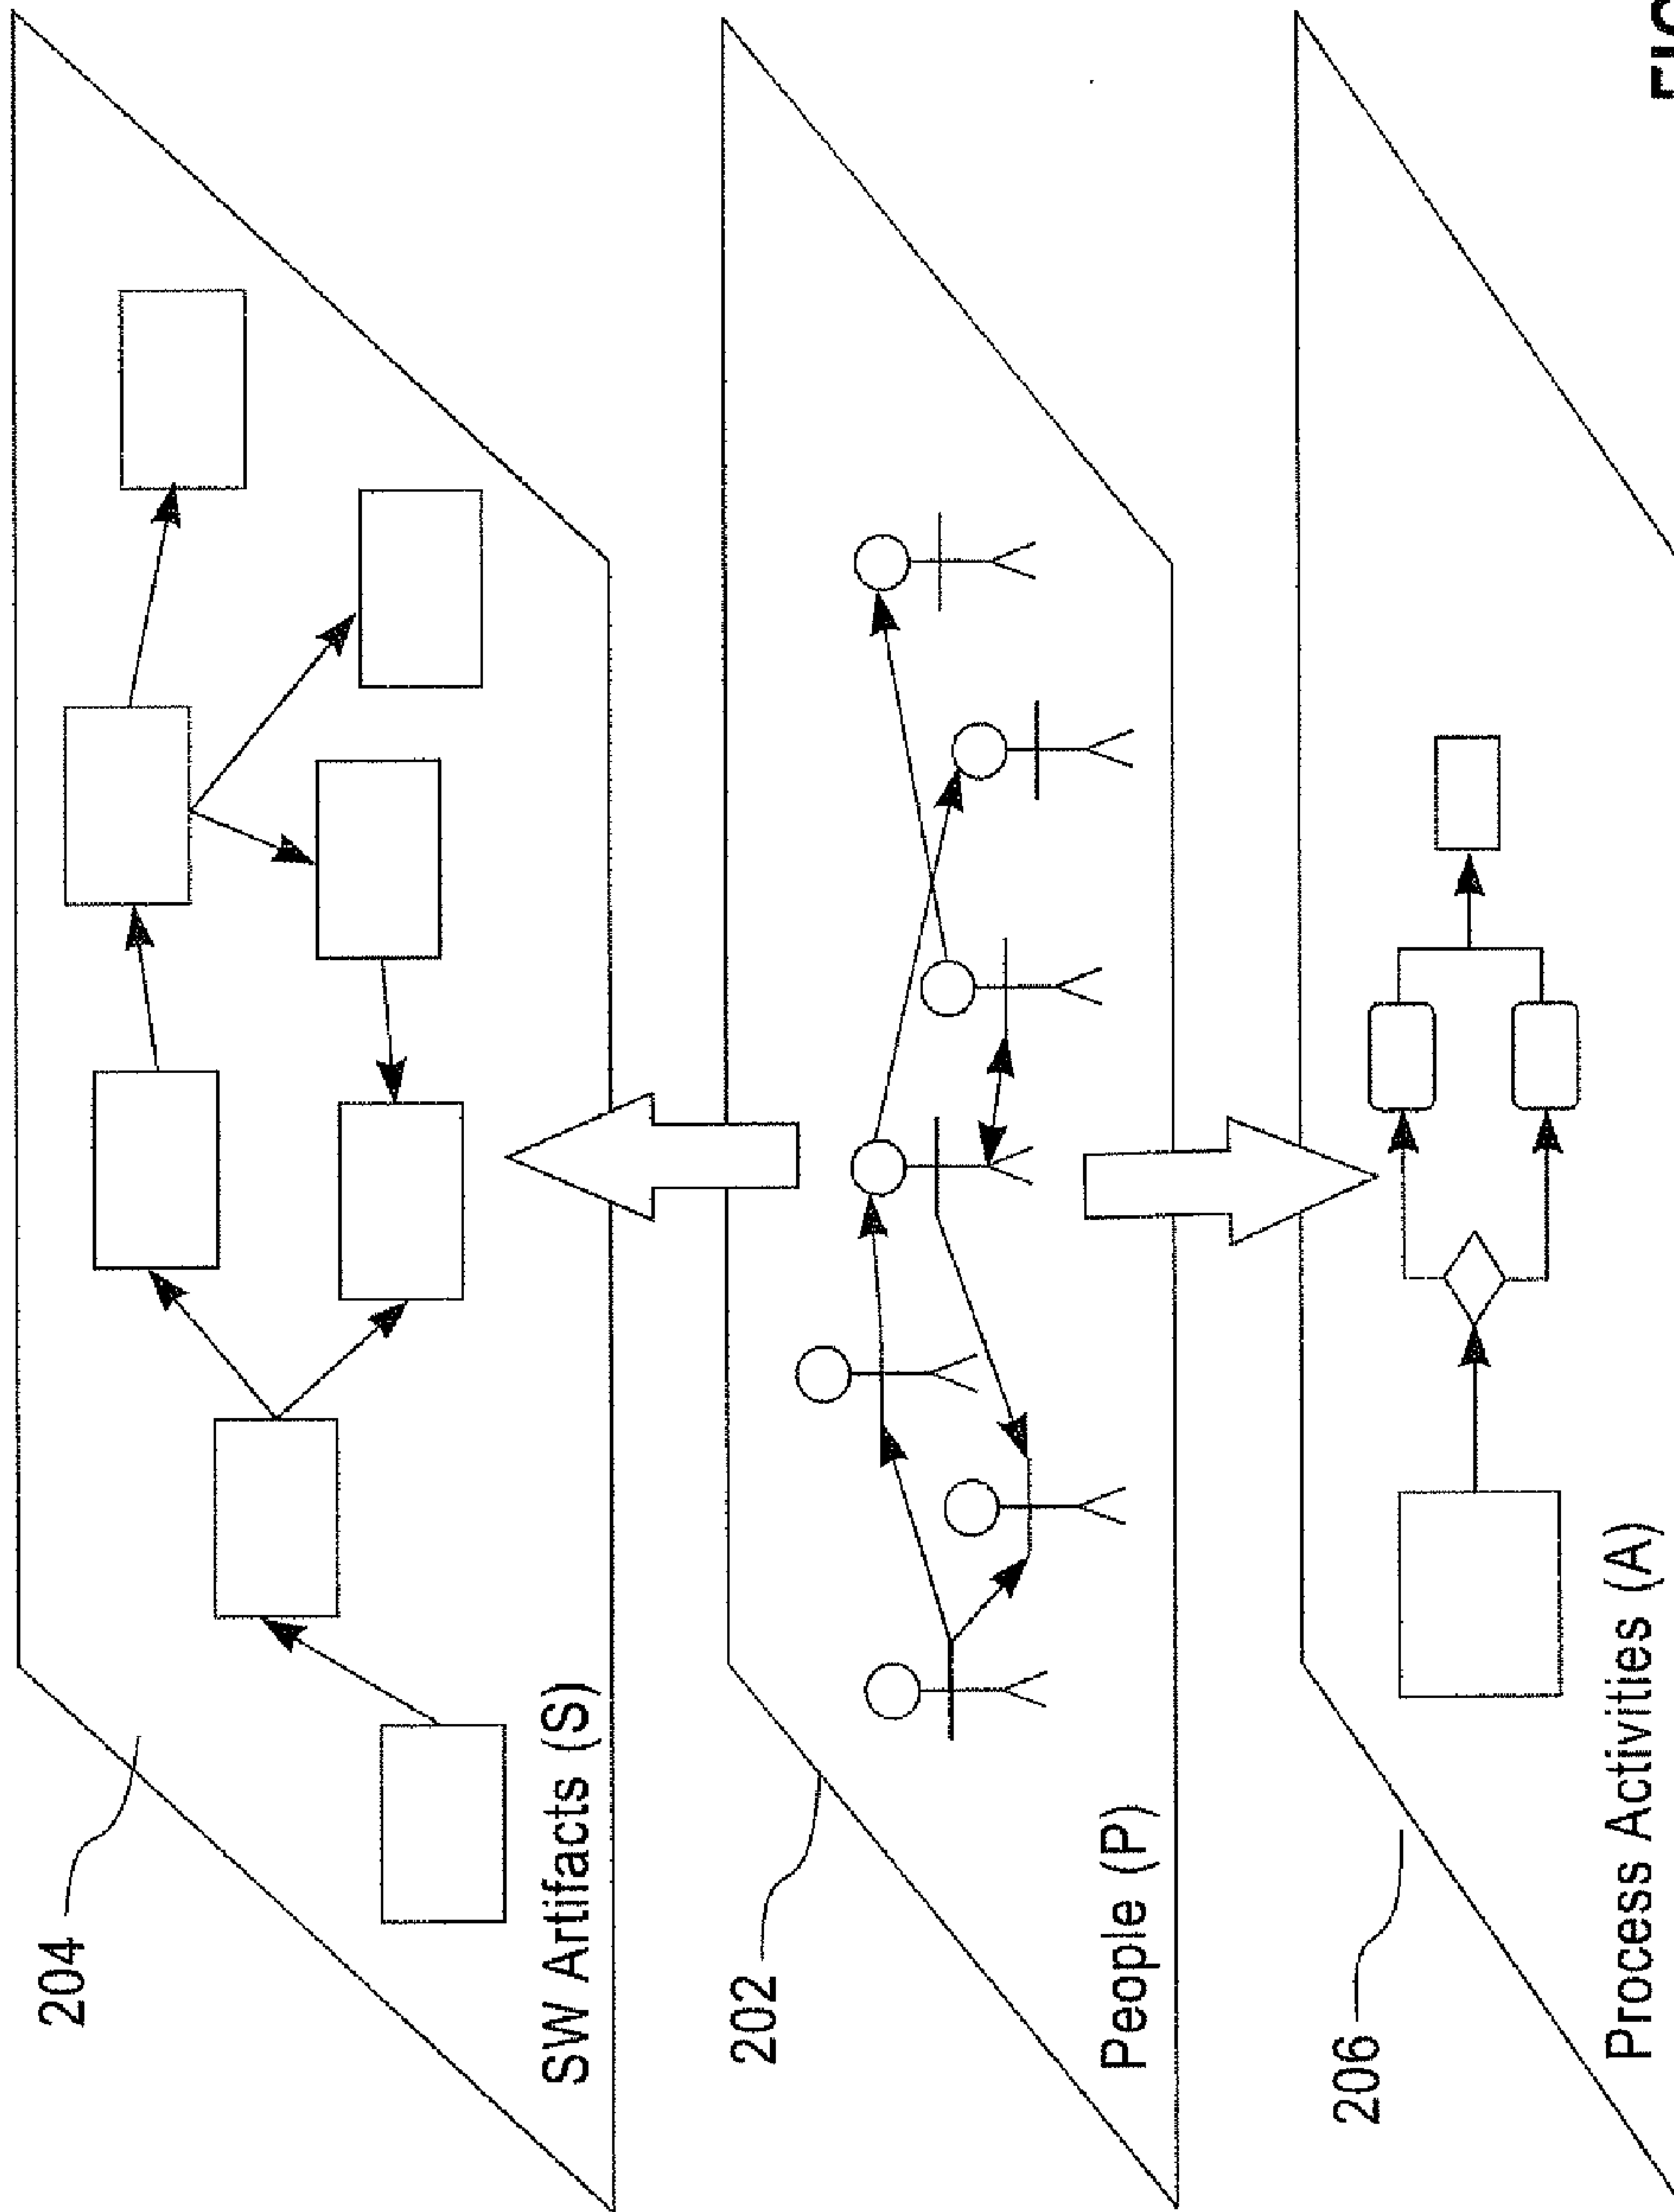 204
SW Artifacts (S)
202
People (P)
206
Process Activities (A)